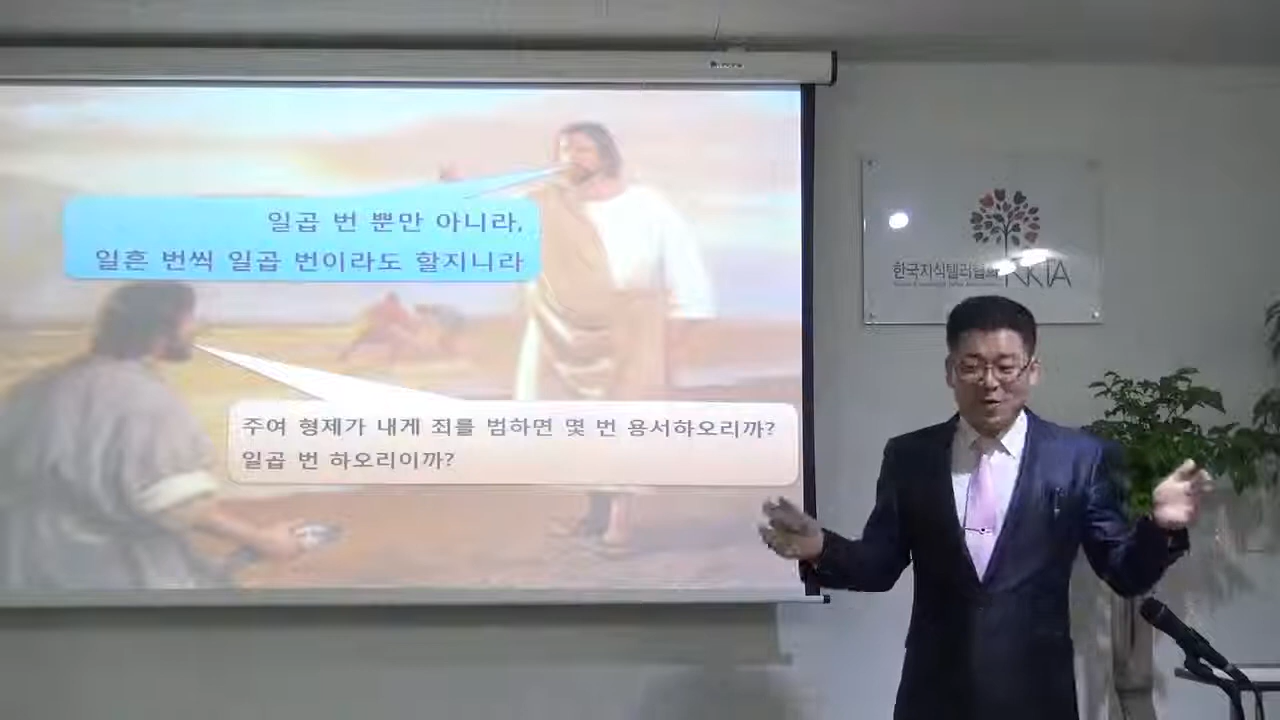 일곱 번 뿐만 아니라,
일흔 번씩 일곱 번이라도 할지니라
주여 형제가 내게 죄를 범하면 몇 번 용서하오리까?
일곱 번 하오리이까?
한국지식텔러협회 KKTA